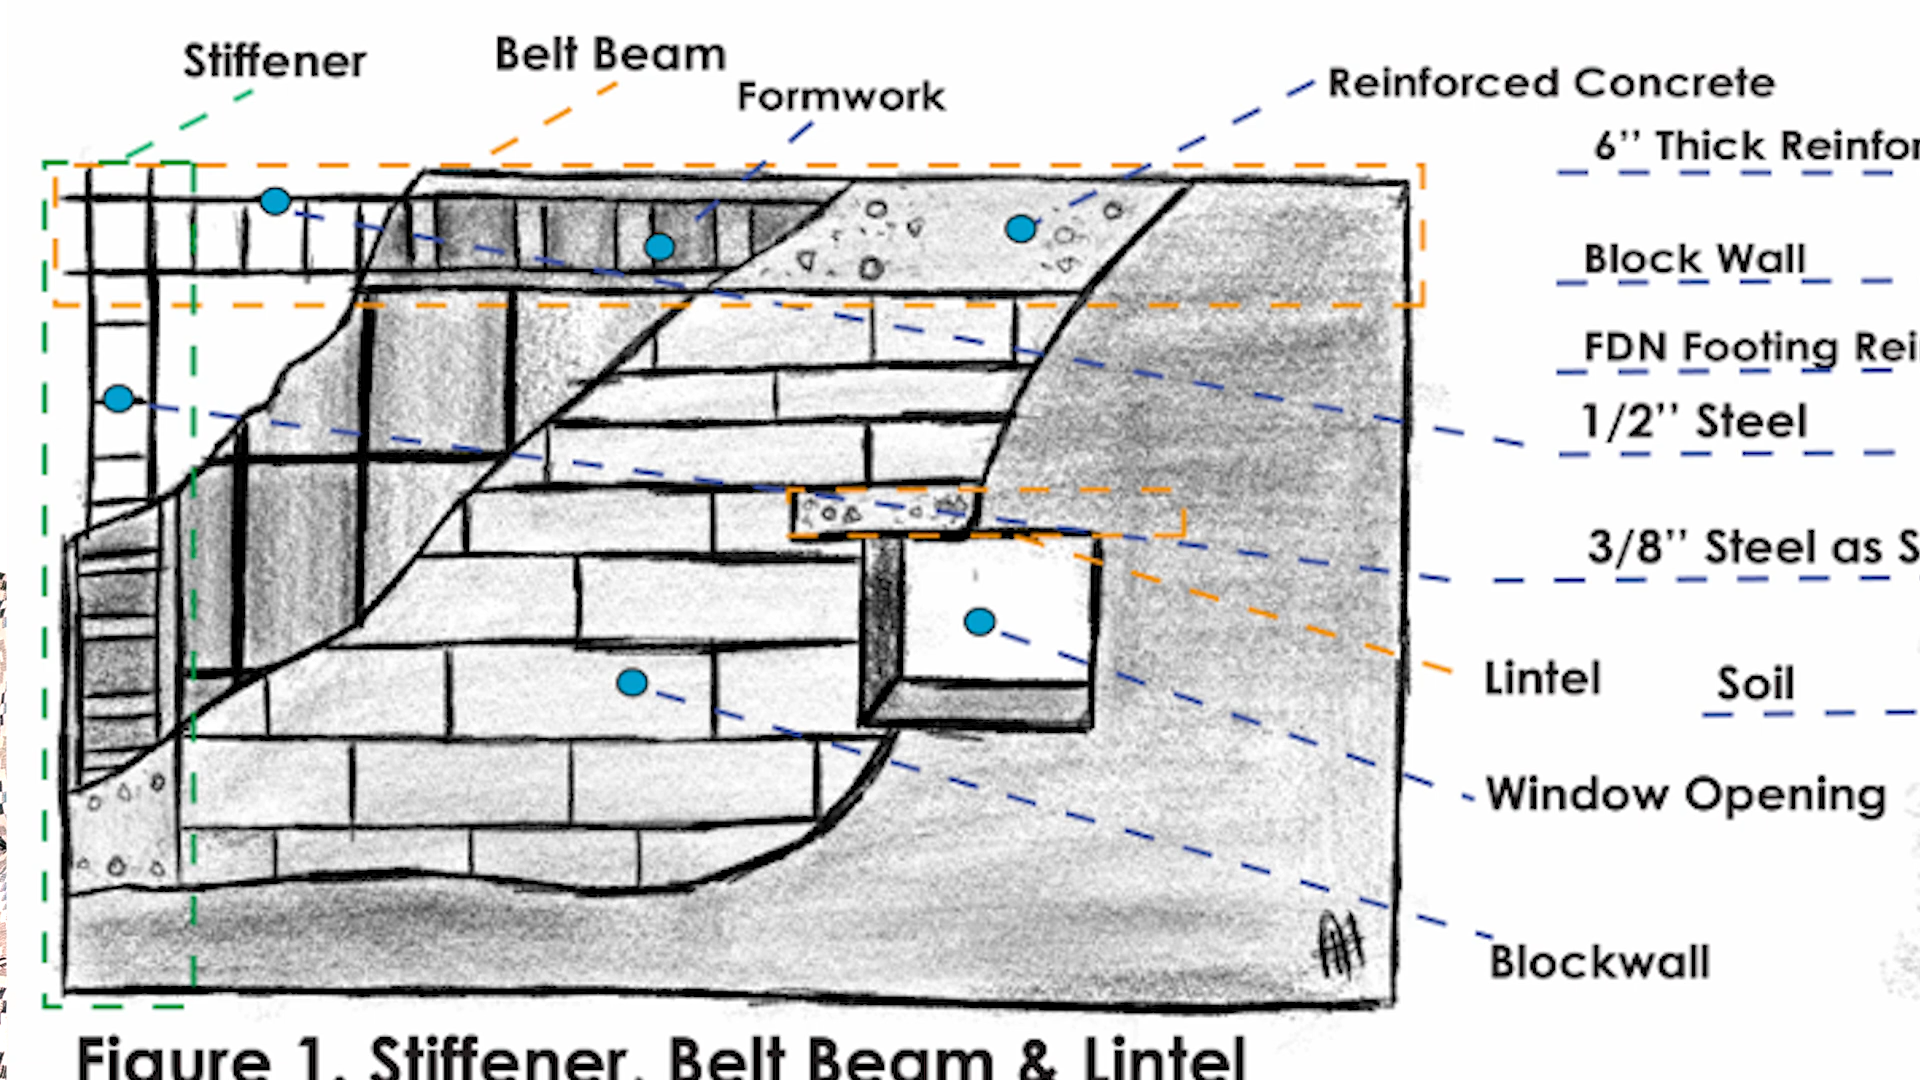 Stiffener
Belt Beam
Formwork
Reinforced Concrete
6’’ Thick Reinfor
Block Wall
FDN Footing Rei
1/2’’ Steel
3/8’’ Steel as S
Lintel
Soil
Window Opening
Blockwall
Figure 1. Stiffener, Belt Beam & Lintel